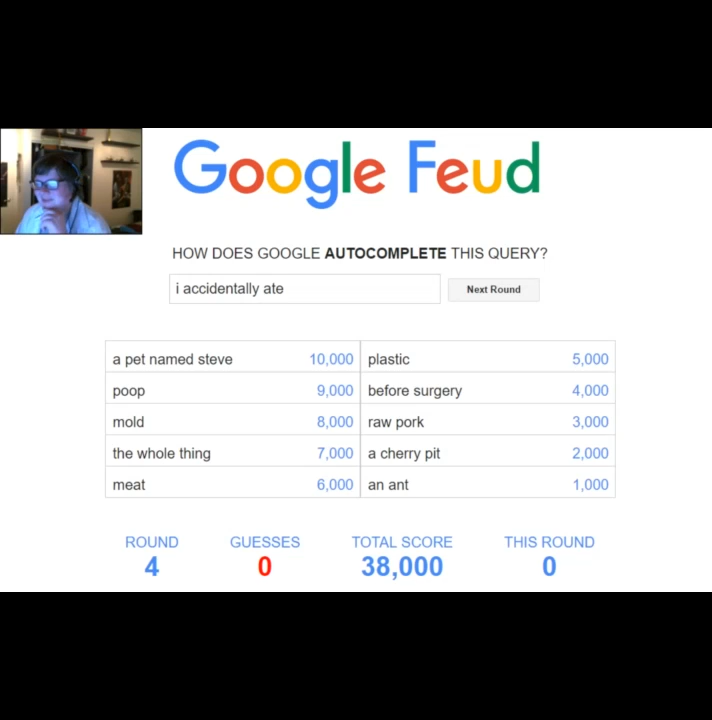 Google Feud
HOW DOES GOOGLE AUTOCOMPLETE THIS QUERY?
i accidentally ate
Next Round
a pet named steve 10,000 plastic 5,000
poop 9,000 before surgery 4,000
mold 8,000 raw pork 3,000
the whole thing 7,000 a cherry pit 2,000
meat 6,000 an ant 1,000
ROUND GUESSES TOTAL SCORE THIS ROUND
4 0 38,000 0